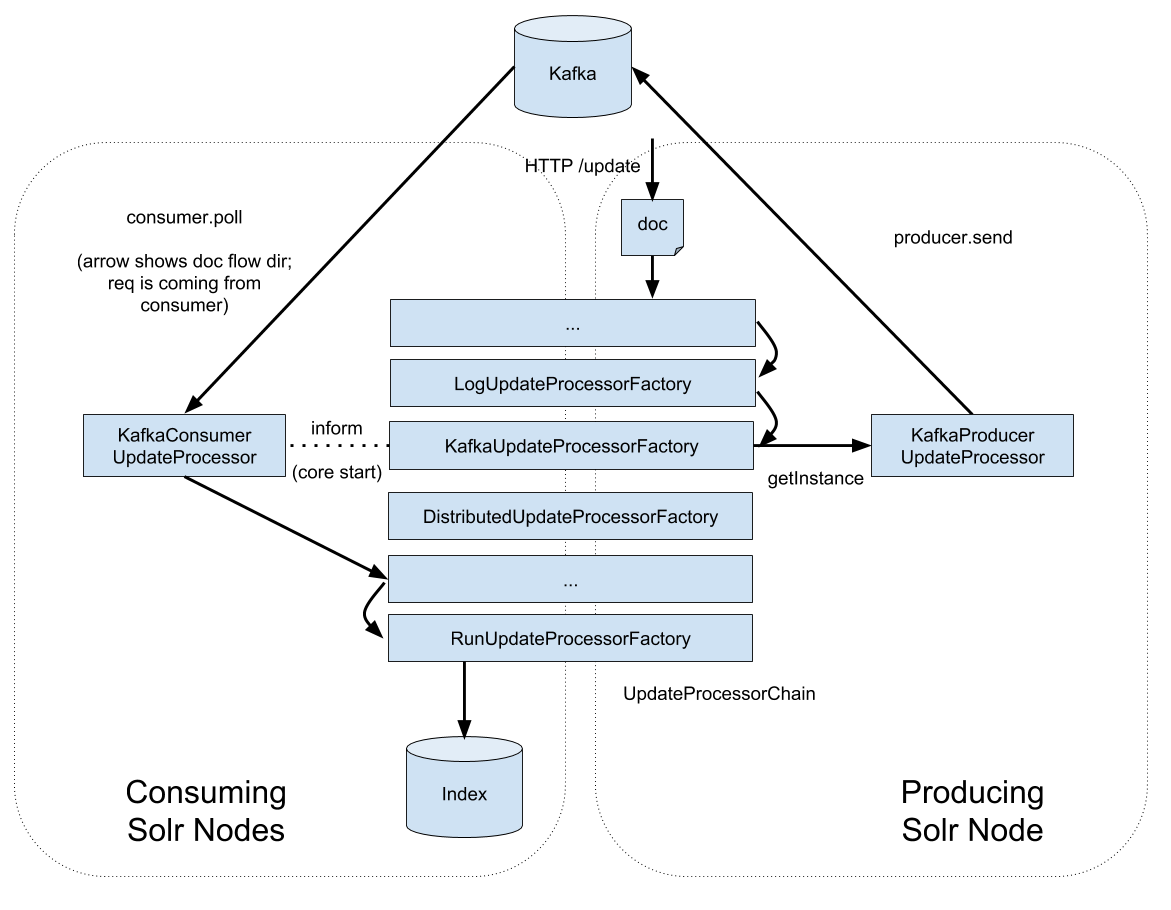 Kafka
HTTP /update
consumer.poll
doc
producer.send
(arrow shows doc flow dir;
req is coming from
consumer)
...
LogUpdateProcessorFactory
KafkaConsumer
UpdateProcessor
inform
(core start)
KafkaUpdateProcessorFactory
getInstance
KafkaProducer
UpdateProcessor
DistributedUpdateProcessorFactory
...
RunUpdateProcessorFactory
UpdateProcessorChain
Index
Consuming
Solr Nodes
Producing
Solr Node